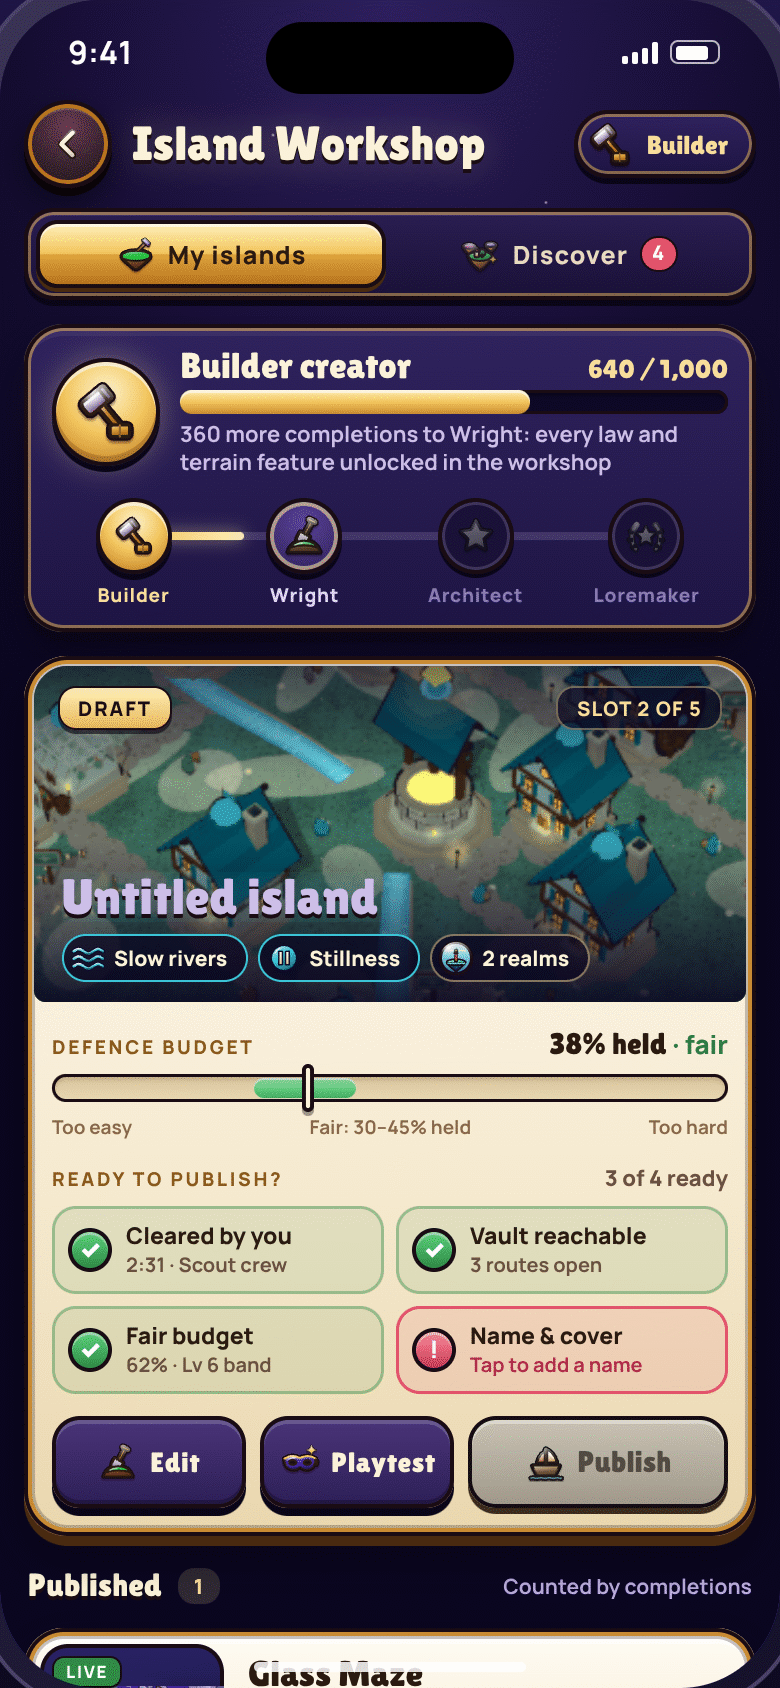 9:41
Island Workshop
Builder
My islands
Discover 4
Builder creator
640 / 1,000
360 more completions to Wright: every law and
terrain feature unlocked in the workshop
Builder
Wright
Architect
Loremaker
DRAFT
SLOT 2 OF 5
Untitled island
Slow rivers
Stillness
2 realms
DEFENCE BUDGET
38% held · fair
Too easy
Fair: 30–45% held
Too hard
READY TO PUBLISH?
3 of 4 ready
Cleared by you
2:31 · Scout crew
Vault reachable
3 routes open
Fair budget
62% · Lv 6 band
Name & cover
Tap to add a name
Edit
Playtest
Publish
Published 1
Counted by completions
LIVE
Glass Maze